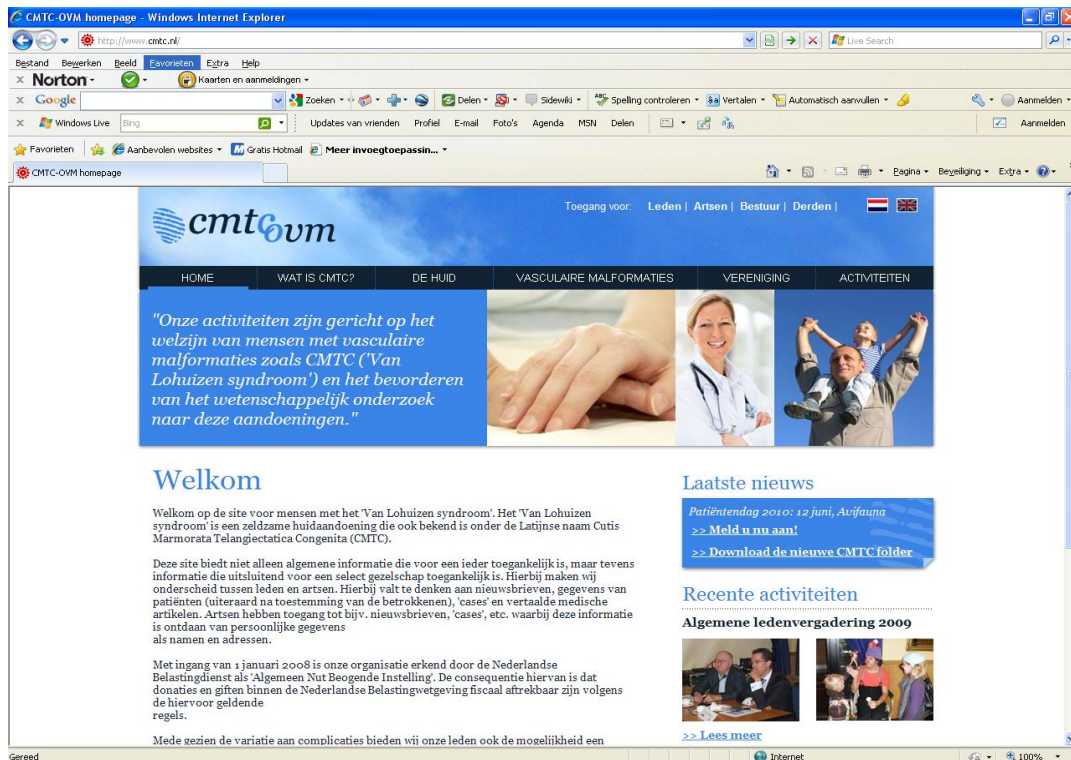 CMTC-OVM homepage - Windows Internet Explorer
http://www.cmtc.nl/
Live Search
Bestand Bewerken Beeld Favorieten Extra Help
x Norton - Kaarten en aanmeldingen
x Google Zoeken Delen Sidewiki Spelling controleren Vertalen Automatisch aanvullen Aanmelden
x Windows Live Bing Updates van vrienden Profiel E-mail Foto's Agenda MSN Delen Aanmelden
Favorieten Aanbevolen websites Gratis Hotmail Meer invoegtoepassin...
CMTC-OVM homepage Pagina Beveiliging Extra
cmtc ovm
Toegang voor: Leden | Artsen | Bestuur | Derden |
HOME WAT IS CMTC? DE HUID VASCULAIRE MALFORMATIES VERENIGING ACTIVITEITEN
"Onze activiteiten zijn gericht op het
welzijn van mensen met vasculaire
malformaties zoals CMTC ('Van
Lohuizen syndroom') en het bevorderen
van het wetenschappelijk onderzoek
naar deze aandoeningen."
Welkom
Welkom op de site voor mensen met het 'Van Lohuizen syndroom'. Het 'Van Lohuizen
syndroom' is een zeldzame huidaandoening die ook bekend is onder de Latijnse naam Cutis
Marmorata Telangiectatica Congenita (CMTC).
Deze site biedt niet alleen algemene informatie die voor een ieder toegankelijk is, maar tevens
informatie die uitsluitend voor een select gezelschap toegankelijk is. Hierbij maken wij
onderscheid tussen leden en artsen. Hierbij valt te denken aan nieuwsbrieven, gegevens van
patiënten (uiteraard na toestemming van de betrokkenen), 'cases' en vertaalde medische
artikelen. Artsen hebben toegang tot bijv. nieuwsbrieven, 'cases', etc. waarbij deze informatie
is ontdaan van persoonlijke gegevens
als namen en adressen.
Met ingang van 1 januari 2008 is onze organisatie erkend door de Nederlandse
Belastingdienst als 'Algemeen Nut Beogende Instelling'. De consequentie hiervan is dat
donaties en giften binnen de Nederlandse Belastingwetgeving fiscaal aftrekbaar zijn volgens
de hiervoor geldende
regels.
Mede gezien de variatie aan complicaties bieden wij onze leden ook de mogelijkheid een
Laatste nieuws
Patiëntendag 2010: 12 juni, Avifauna
>> Meld u nu aan!
>> Download de nieuwe CMTC folder
Recente activiteiten
Algemene ledenvergadering 2009
>> Lees meer
Gereed Internet 100%